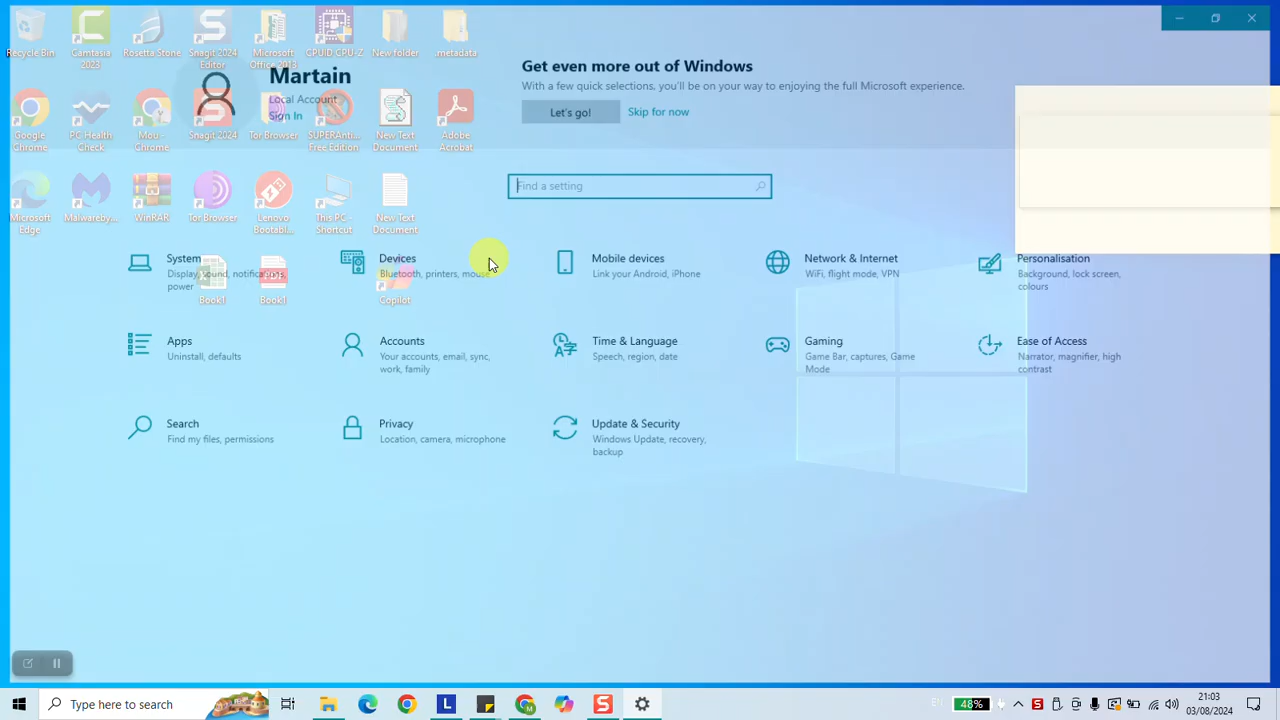 Recycle Bin
Camtasia
2023
Rosetta Stone
Snagit 2024
Editor
Microsoft
Office 2013
CPUID CPU-Z
New folder
.metadata
Martain
Local Account
Sign In
Get even more out of Windows
With a few quick selections, you'll be on your way to enjoying the full Microsoft experience.
Let's go!
Skip for now
Google
Chrome
PC Health
Check
Mou -
Chrome
Snagit 2024
Tor Browser
SUPERAnti...
Free Edition
New Text
Document
Adobe
Acrobat
Find a setting
Microsoft
Edge
Malwareby...
WinRAR
Tor Browser
Lenovo
Bootabl...
This PC -
Shortcut
New Text
Document
System
Display, sound, notifications,
power
Devices
Bluetooth, printers, mouse
Mobile devices
Link your Android, iPhone
Network & Internet
WiFi, flight mode, VPN
Personalisation
Background, lock screen,
colours
Book1
Book1
Copilot
Apps
Uninstall, defaults
Accounts
Your accounts, email, sync,
work, family
Time & Language
Speech, region, date
Gaming
Game Bar, captures, Game
Mode
Ease of Access
Narrator, magnifier, high
contrast
Search
Find my files, permissions
Privacy
Location, camera, microphone
Update & Security
Windows Update, recovery,
backup
Type here to search
48%
21:03
03/08/2024